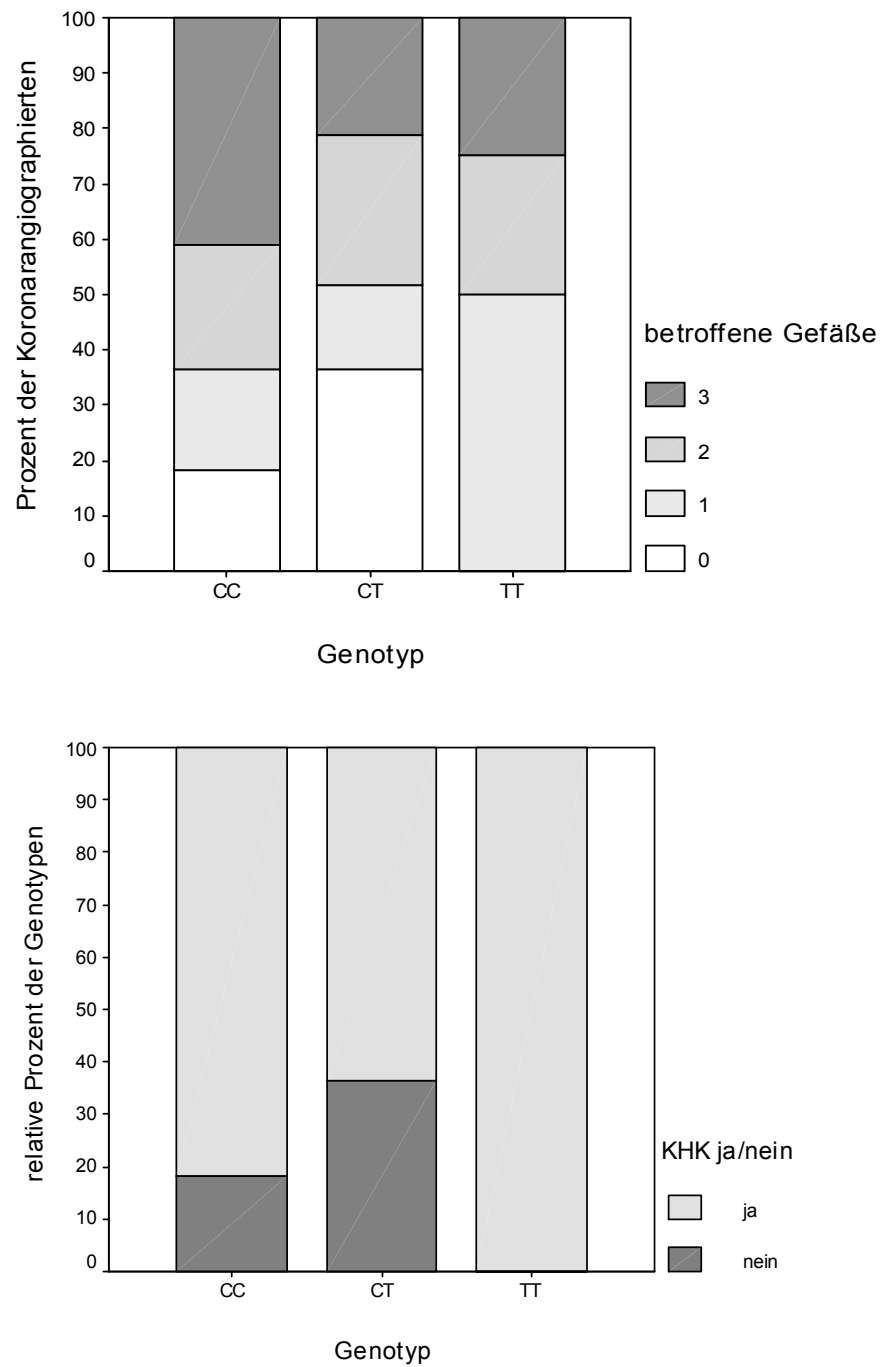 Prozent der Koronarangiographierten
100
90
80
70
60
50
40
30
20
10
0
CC CT TT
Genotyp
betroffene Gefäße
3
2
1
0
relative Prozent der Genotypen
100
90
80
70
60
50
40
30
20
10
0
CC CT TT
Genotyp
KHK ja/nein
ja
nein